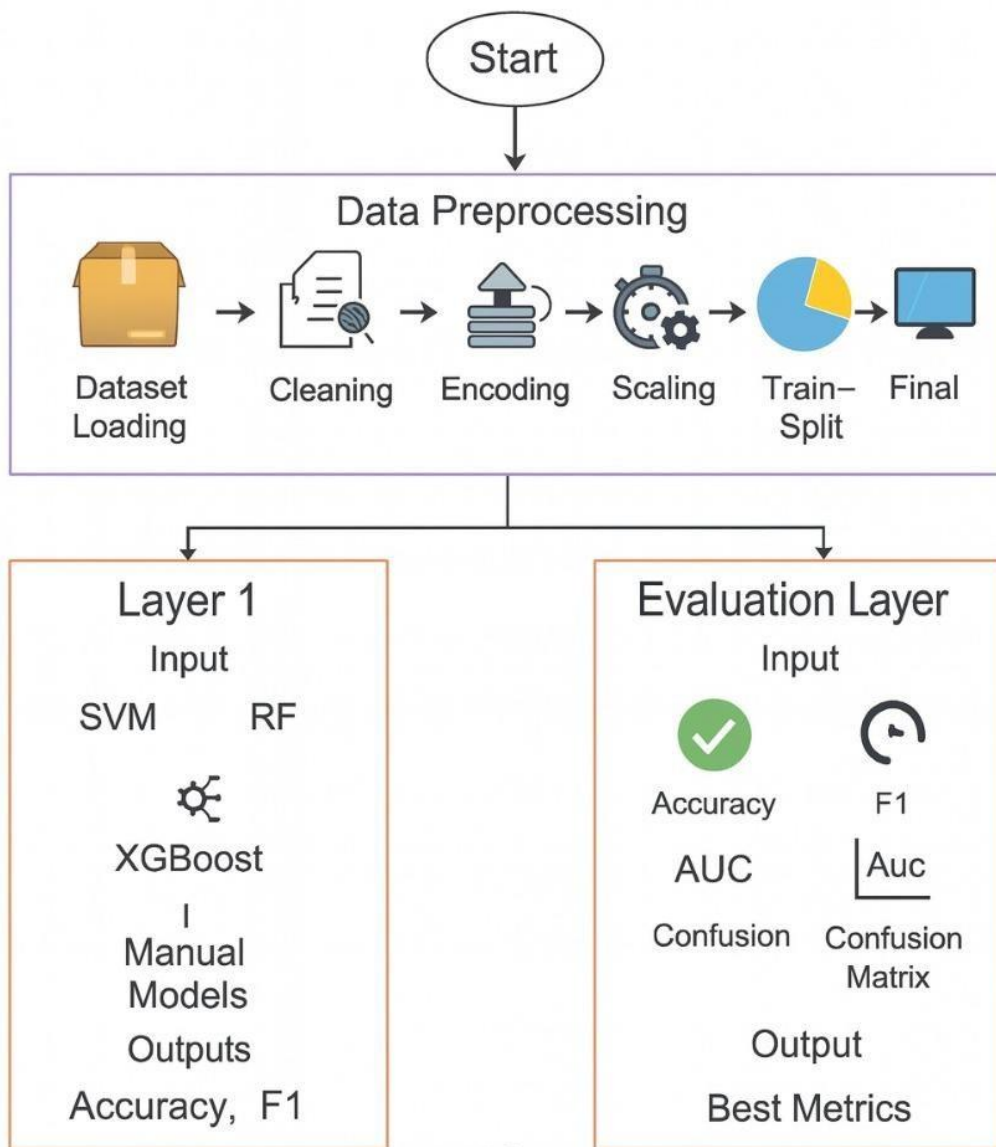 Start
Data Preprocessing
Dataset
Loading
Cleaning
Encoding
Scaling
Train–
Split
Final
Layer 1
Input
SVM RF
XGBoost
Manual
Models
Outputs
Accuracy, F1
Evaluation Layer
Input
Accuracy
F1
AUC
Auc
Confusion
Confusion
Matrix
Output
Best Metrics